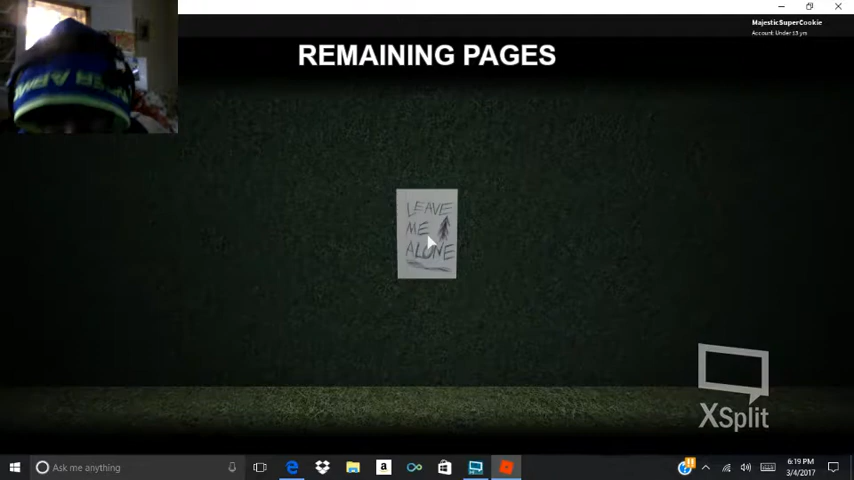 MajesticSuperCookie
Account: Under 13 yrs
REMAINING PAGES
LEAVE
ME
ALONE
XSplit
Ask me anything
6:19 PM
3/4/2017